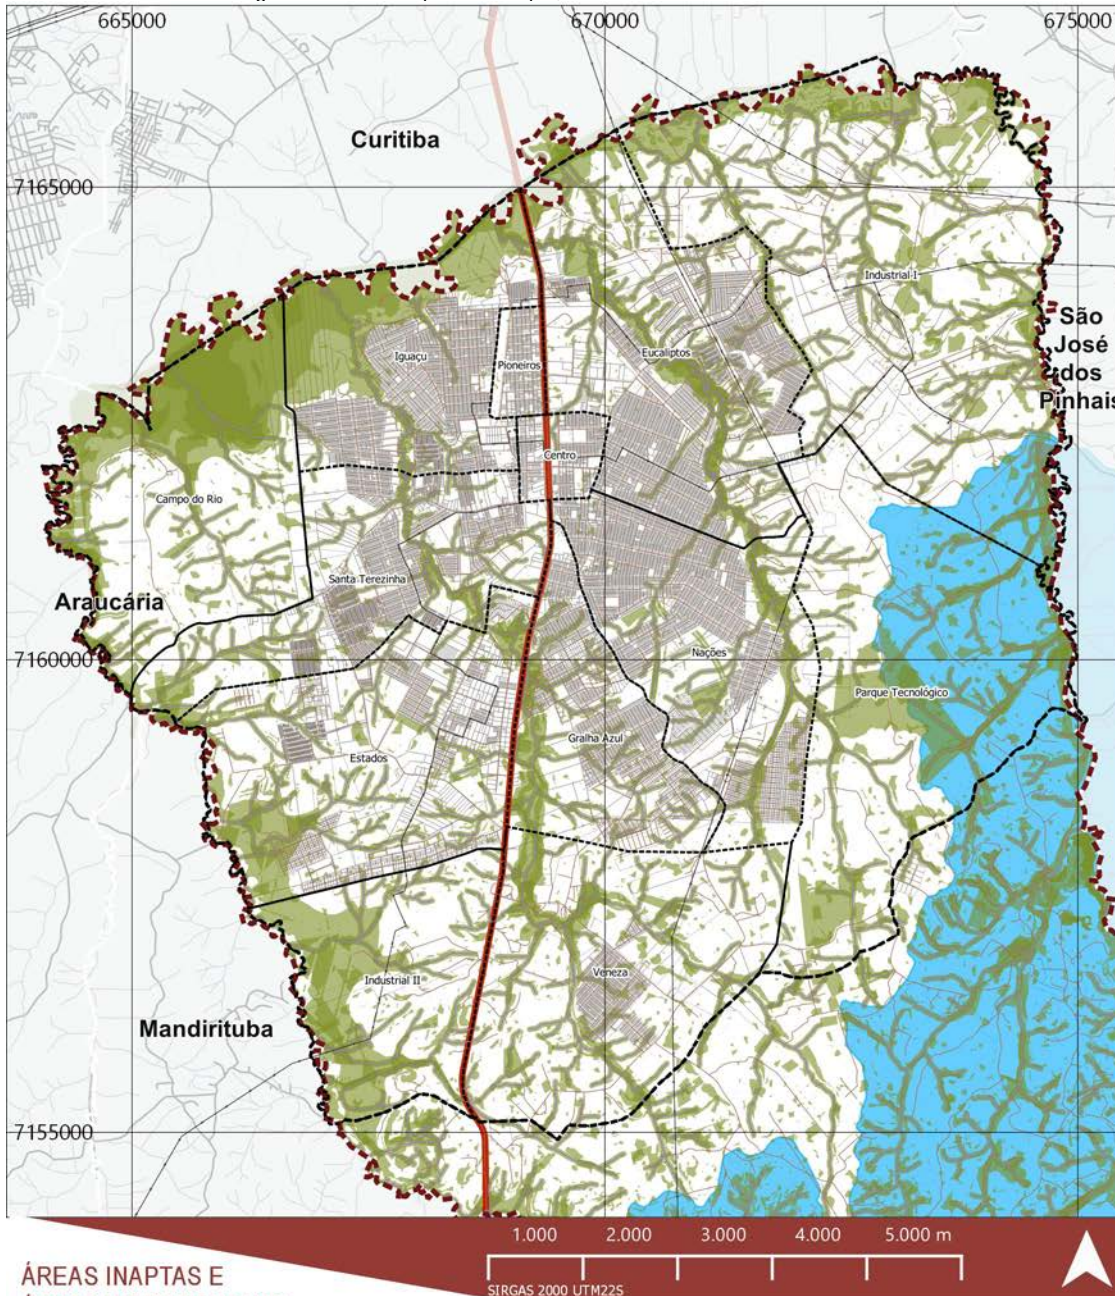 665000 670000 675000
Curitiba
7165000
Industrial I
São
José
dos
Pinhais
Iguaçu
Pioneiros
Eucaliptos
Centro
Campo do Rio
Santa Terezinha
Araucária
Nações
7160000
Parque Tecnológico
Gralha Azul
Estados
Veneza
Industrial II
Mandirituba
7155000
1.000 2.000 3.000 4.000 5.000 m
SIRGAS 2000 UTM22S
ÁREAS INAPTAS E